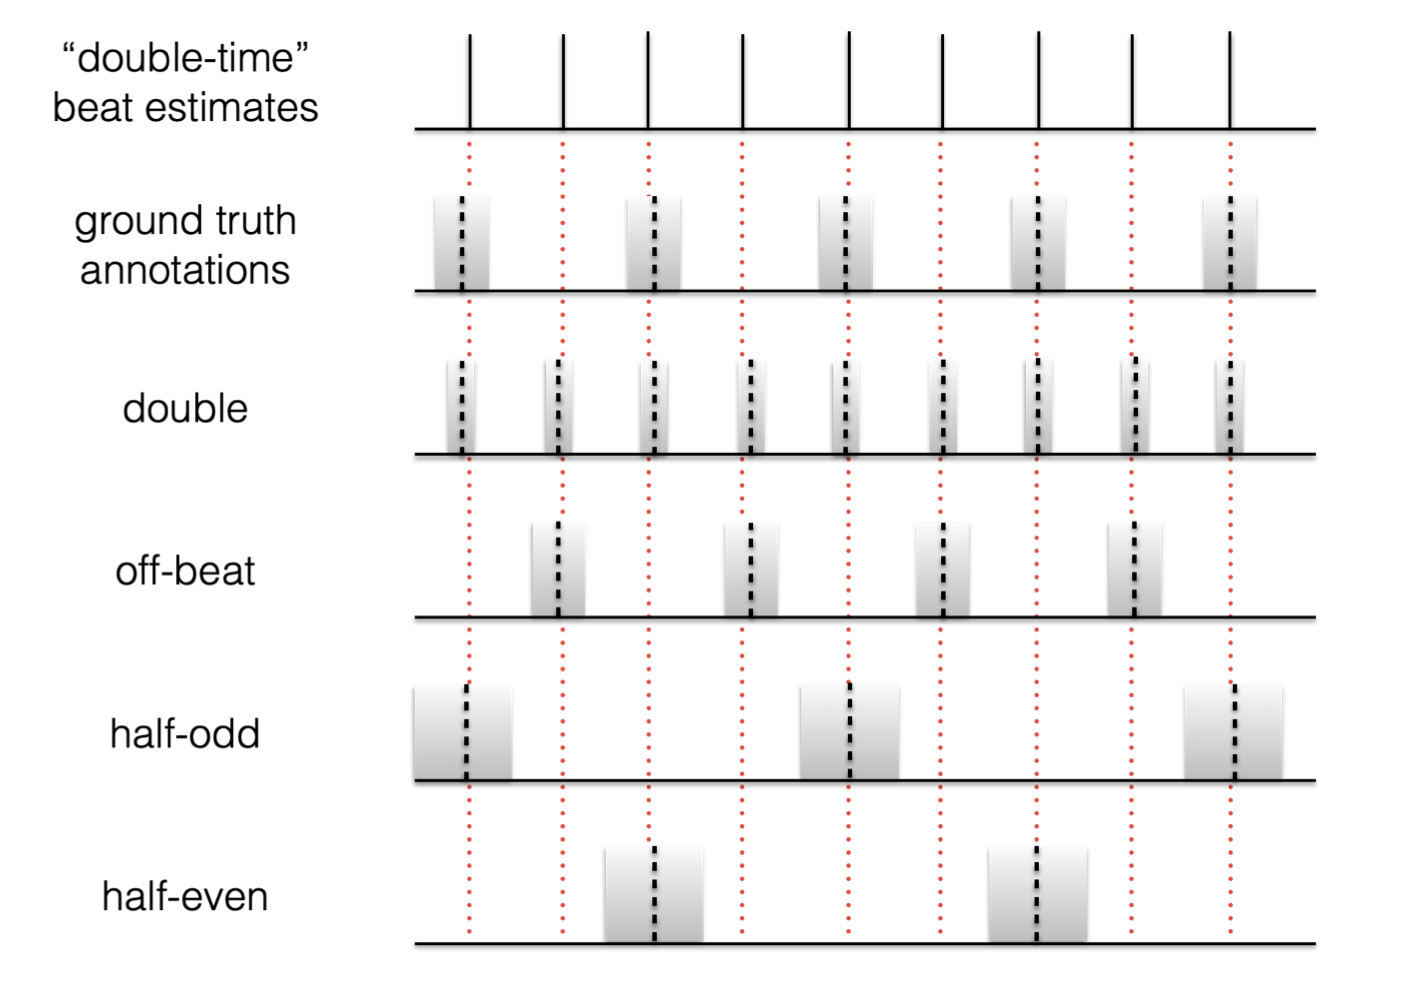 “double-time”
beat estimates
ground truth
annotations
double
off-beat
half-odd
half-even